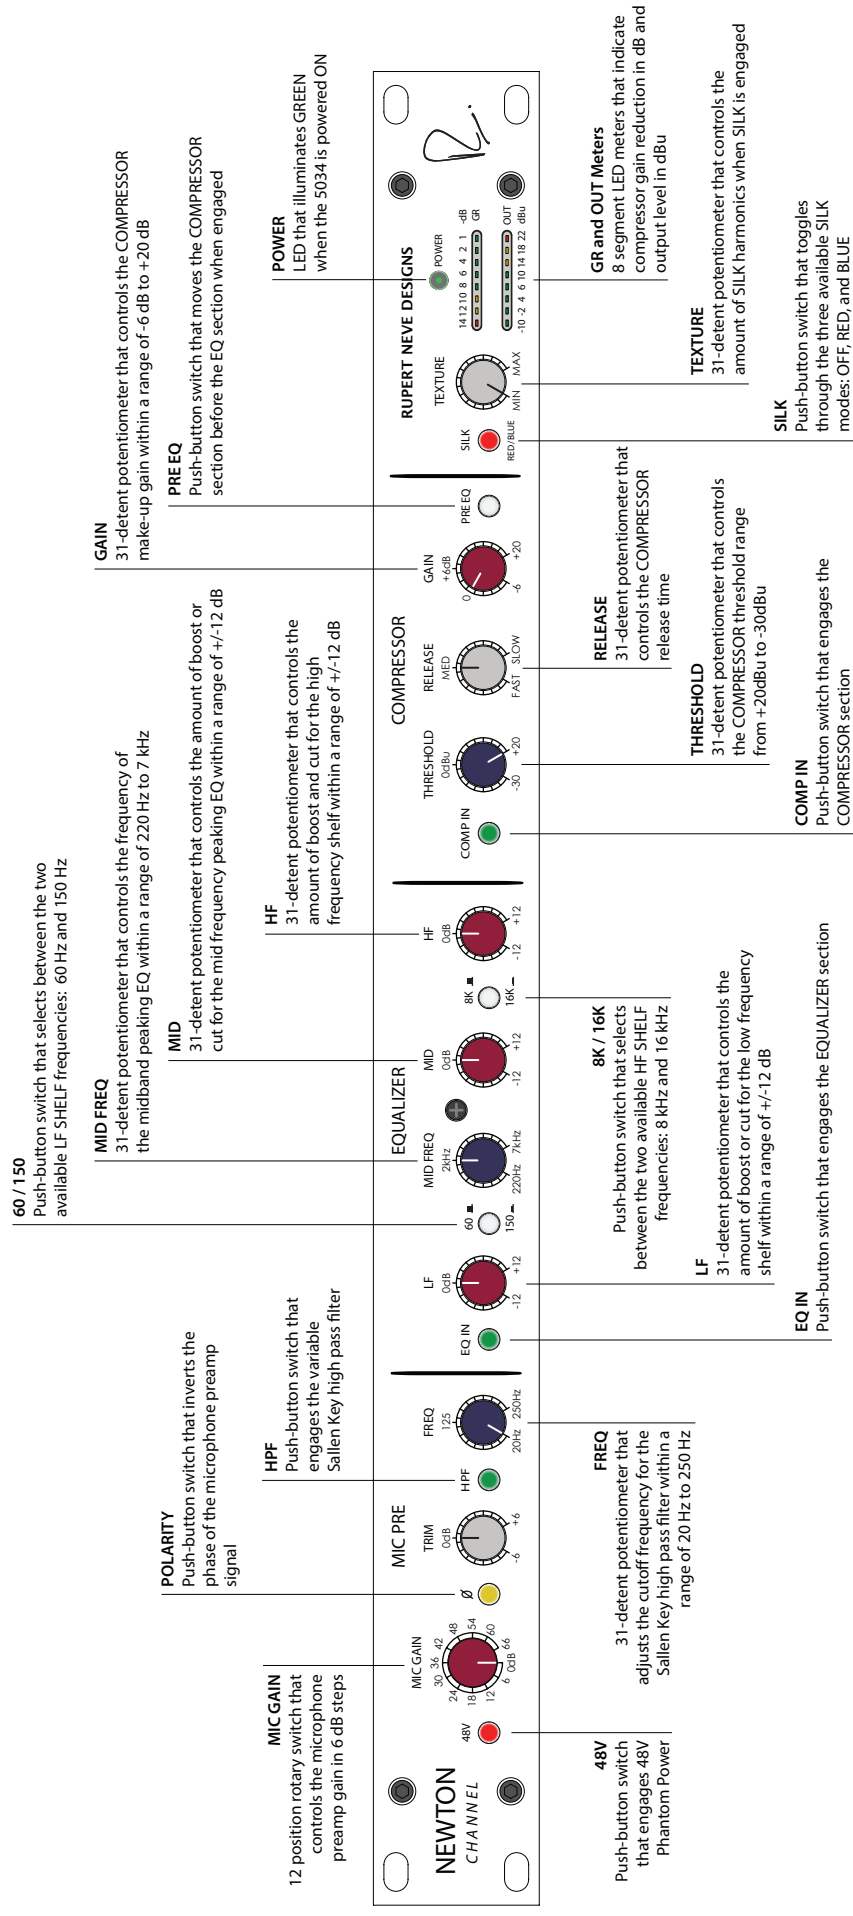 MIC GAIN
12 position rotary switch that
controls the microphone
preamp gain in 6 dB steps
POLARITY
Push-button switch that inverts the
phase of the microphone preamp
signal
HPF
Push-button switch that
engages the variable
Sallen Key high pass filter
60 / 150
Push-button switch that selects between the two
available LF SHELF frequencies: 60 Hz and 150 Hz
MID FREQ
31-detent potentiometer that controls the frequency of
the midband peaking EQ within a range of 220 Hz to 7 kHz
MID
31-detent potentiometer that controls the amount of boost or
cut for the mid frequency peaking EQ within a range of +/-12 dB
HF
31-detent potentiometer that controls the
amount of boost and cut for the high
frequency shelf within a range of +/-12 dB
GAIN
31-detent potentiometer that controls the COMPRESSOR
make-up gain within a range of -6 dB to +20 dB
PRE EQ
Push-button switch that moves the COMPRESSOR
section before the EQ section when engaged
POWER
LED that illuminates GREEN
when the 5034 is powered ON
NEWTON
CHANNEL
48V
MIC GAIN
30 36 42
24 48
18 54
12 60
6 0dB 66
Ø
MIC PRE
TRIM
0dB
-6 +6
HPF
FREQ
125
20Hz 250Hz
EQ IN
EQUALIZER
LF
0dB
-12 +12
60
150
MID FREQ
2kHz
220Hz 7kHz
MID
0dB
-12 +12
8K
16K
HF
0dB
-12 +12
COMPRESSOR
COMP IN
THRESHOLD
0dBu
-30 +20
RELEASE
MED
FAST SLOW
GAIN
+6dB
0
-6 +20
PRE EQ
RUPERT NEVE DESIGNS
SILK
RED/BLUE
TEXTURE
MIN MAX
POWER
14 12 10 8 6 4 2 1 -dB
GR
OUT
-10 -2 4 6 10 14 18 22 dBu
48V
Push-button switch
that engages 48V
Phantom Power
FREQ
31-detent potentiometer that
adjusts the cutoff frequency for the
Sallen Key high pass filter within a
range of 20 Hz to 250 Hz
EQ IN
Push-button switch that engages the EQUALIZER section
LF
31-detent potentiometer that controls the
amount of boost or cut for the low frequency
shelf within a range of +/-12 dB
8K / 16K
Push-button switch that selects
between the two available HF SHELF
frequencies: 8 kHz and 16 kHz
COMP IN
Push-button switch that engages the
COMPRESSOR section
THRESHOLD
31-detent potentiometer that controls
the COMPRESSOR threshold range
from +20dBu to -30dBu
RELEASE
31-detent potentiometer that
controls the COMPRESSOR
release time
SILK
Push-button switch that toggles
through the three available SILK
modes: OFF, RED, and BLUE
TEXTURE
31-detent potentiometer that controls the
amount of SILK harmonics when SILK is engaged
GR and OUT Meters
8 segment LED meters that indicate
compressor gain reduction in dB and
output level in dBu